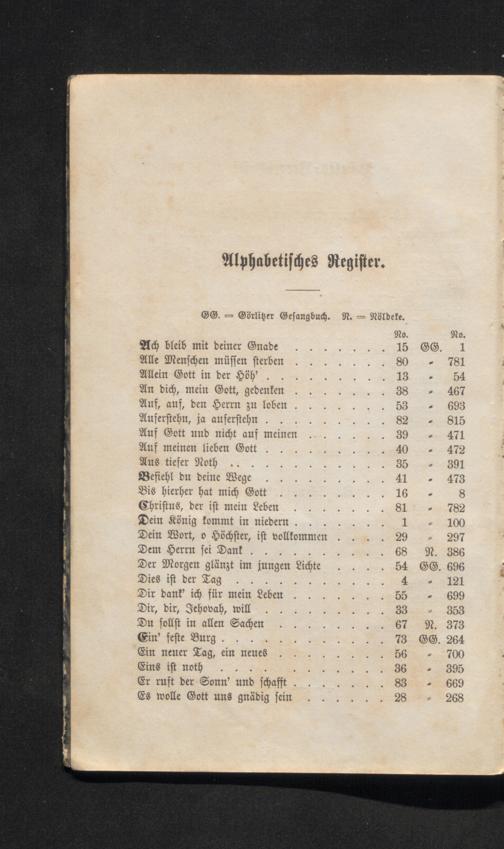 Alphabetisches Register.
GG. = Görlitzer Gesangbuch. N. = Nöldeke.
No. No.
Ach bleib mit deiner Gnade . . . . . . . 15 GG. 1
Alle Menschen müssen sterben . . . . . . . 80 „ 781
Allein Gott in der Höh' . . . . . . . . 13 „ 54
An dich, mein Gott, gedenken . . . . . . . 38 „ 467
Auf, auf, den Herrn zu loben . . . . . . . 53 „ 693
Auferstehn, ja auferstehn . . . . . . . . 82 „ 815
Auf Gott und nicht auf meinen . . . . . . 39 „ 471
Auf meinen lieben Gott . . . . . . . . . 40 „ 472
Aus tiefer Noth . . . . . . . . . . . 35 „ 391
Befiehl du deine Wege . . . . . . . . . 41 „ 473
Bis hierher hat mich Gott . . . . . . . . 16 „ 8
Christus, der ist mein Leben . . . . . . . 81 „ 782
Dein König kommt in niedern . . . . . . . 1 „ 100
Dein Wort, o Höchster, ist vollkommen . . . . 29 „ 297
Dem Herrn sei Dank . . . . . . . . . . 68 N. 386
Der Morgen glänzt im jungen Lichte . . . . . 54 GG. 696
Dies ist der Tag . . . . . . . . . . . 4 „ 121
Dir dank' ich für mein Leben . . . . . . . 55 „ 699
Dir, dir, Jehovah, will . . . . . . . . . 33 „ 353
Du sollst in allen Sachen . . . . . . . . 67 N. 373
Ein' feste Burg . . . . . . . . . . . 73 GG. 264
Ein neuer Tag, ein neues . . . . . . . . 56 „ 700
Eins ist noth . . . . . . . . . . . . 36 „ 395
Er ruft der Sonn' und schafft . . . . . . . 83 „ 669
Es wolle Gott uns gnädig sein . . . . . . 28 „ 268